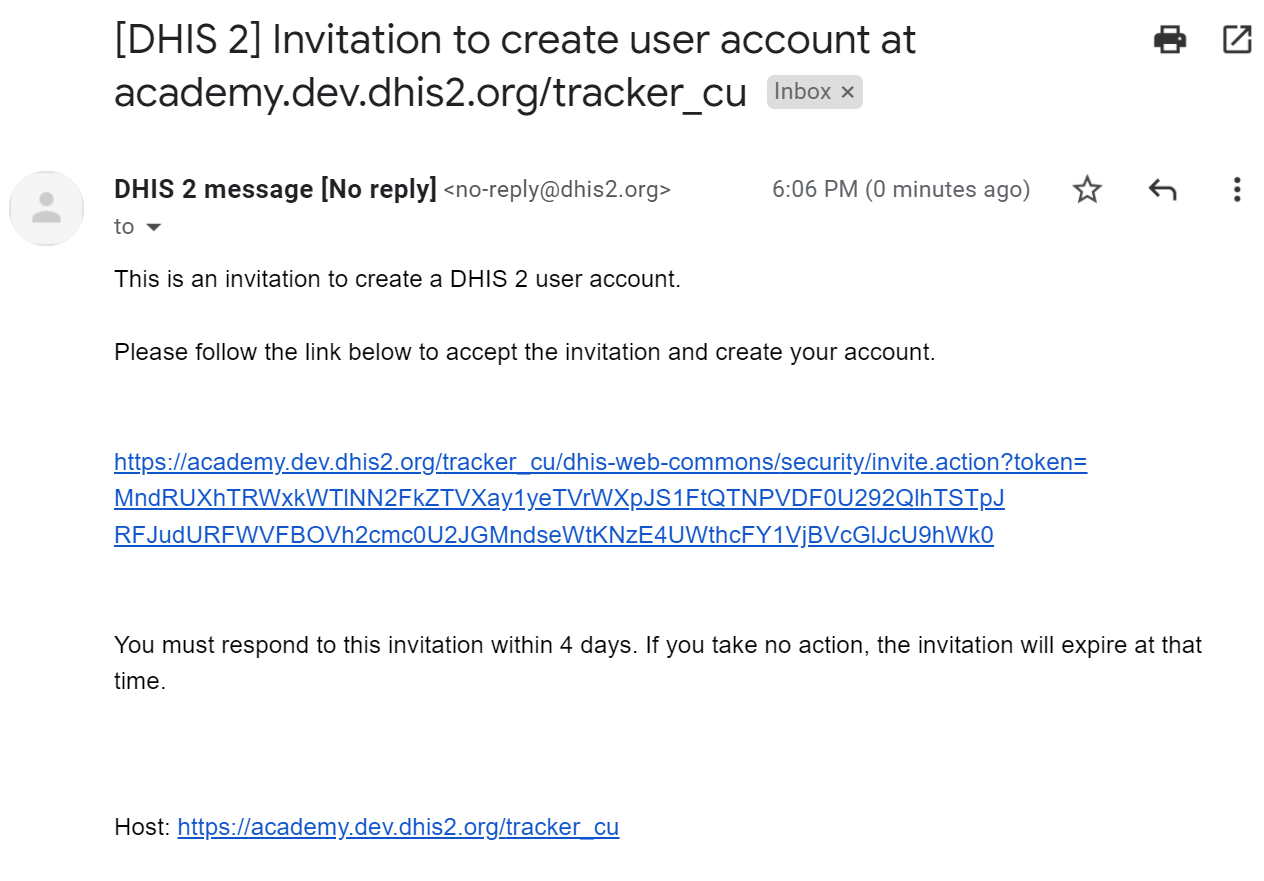 [DHIS 2] Invitation to create user account at
academy.dev.dhis2.org/tracker_cu Inbox ×
DHIS 2 message [No reply] <no-reply@dhis2.org> 6:06 PM (0 minutes ago)
to
This is an invitation to create a DHIS 2 user account.
Please follow the link below to accept the invitation and create your account.
https://academy.dev.dhis2.org/tracker_cu/dhis-web-commons/security/invite.action?token=
MndRUXhTRWxkWTlNN2FkZTVXay1yeTVrWXpJS1FtQTNPVDF0U292QlhTSTpJ
RFJudURFWVFBOVh2cmc0U2JGMndseWtKNzE4UWthcFY1VjBVcGlJcU9hWk0
You must respond to this invitation within 4 days. If you take no action, the invitation will expire at that
time.
Host: https://academy.dev.dhis2.org/tracker_cu